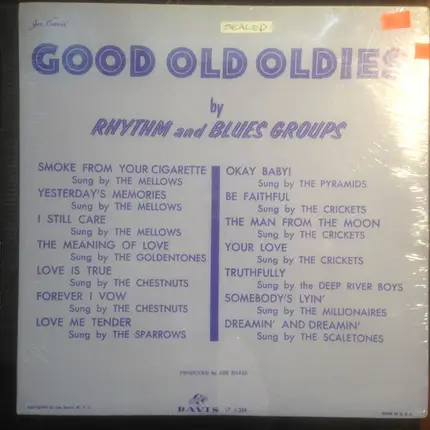 Joe Davis'
SEALED
GOOD OLD OLDIES
by
RHYTHM and BLUES GROUPS
SMOKE FROM YOUR CIGARETTE
Sung by THE MELLOWS
YESTERDAY'S MEMORIES
Sung by THE MELLOWS
I STILL CARE
Sung by THE MELLOWS
THE MEANING OF LOVE
Sung by THE GOLDENTONES
LOVE IS TRUE
Sung by THE CHESTNUTS
FOREVER I VOW
Sung by THE CHESTNUTS
LOVE ME TENDER
Sung by THE SPARROWS
OKAY BABY!
Sung by THE PYRAMIDS
BE FAITHFUL
Sung by THE CRICKETS
THE MAN FROM THE MOON
Sung by THE CRICKETS
YOUR LOVE
Sung by THE CRICKETS
TRUTHFULLY
Sung by the DEEP RIVER BOYS
SOMEBODY'S LYIN'
Sung by THE MILLIONAIRES
DREAMIN' AND DREAMIN'
Sung by THE SCALETONES
PRODUCED by JOE DAVIS
DAVIS
MADE IN U.S.A.